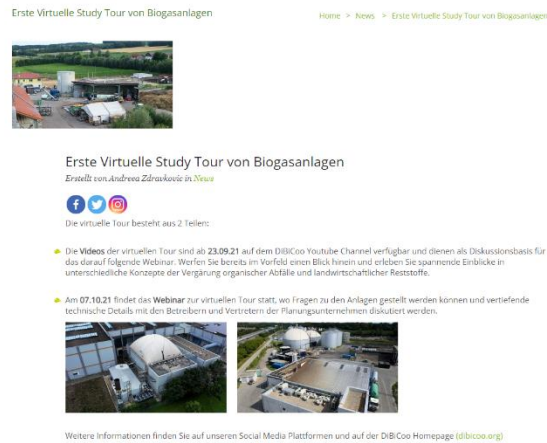 Erste Virtuelle Study Tour von Biogasanlagen
Home > News > Erste Virtuelle Study Tour von Biogasanlagen
Erste Virtuelle Study Tour von Biogasanlagen
Erstellt von Andreea Zdravkovic in News
Die virtuelle Tour besteht aus 2 Teilen:
Die Videos der virtuellen Tour sind ab 23.09.21 auf dem DiBiCoo Youtube Channel verfügbar und dienen als Diskussionsbasis für
das darauf folgende Webinar. Werfen Sie bereits im Vorfeld einen Blick hinein und erleben Sie spannende Einblicke in
unterschiedliche Konzepte der Vergärung organischer Abfälle und landwirtschaftlicher Reststoffe.
Am 07.10.21 findet das Webinar zur virtuellen Tour statt, wo Fragen zu den Anlagen gestellt werden können und vertiefende
technische Details mit den Betreibern und Vertretern der Planungsunternehmen diskutiert werden.
Weitere Informationen finden Sie auf unseren Social Media Plattformen und auf der DiBiCoo Homepage (dibicoo.org)